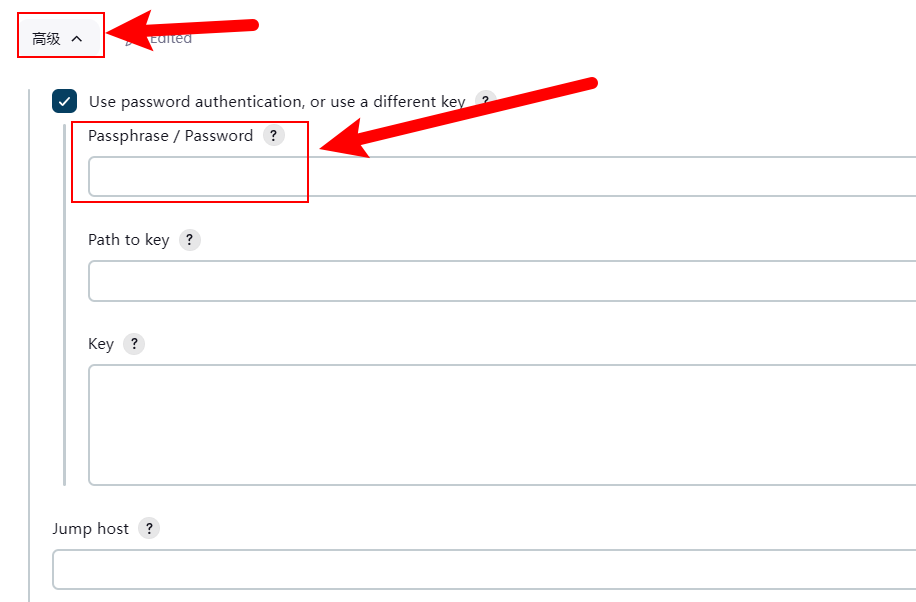 高级 Edited
Use password authentication, or use a different key ?
Passphrase / Password ?
Path to key ?
Key ?
Jump host ?